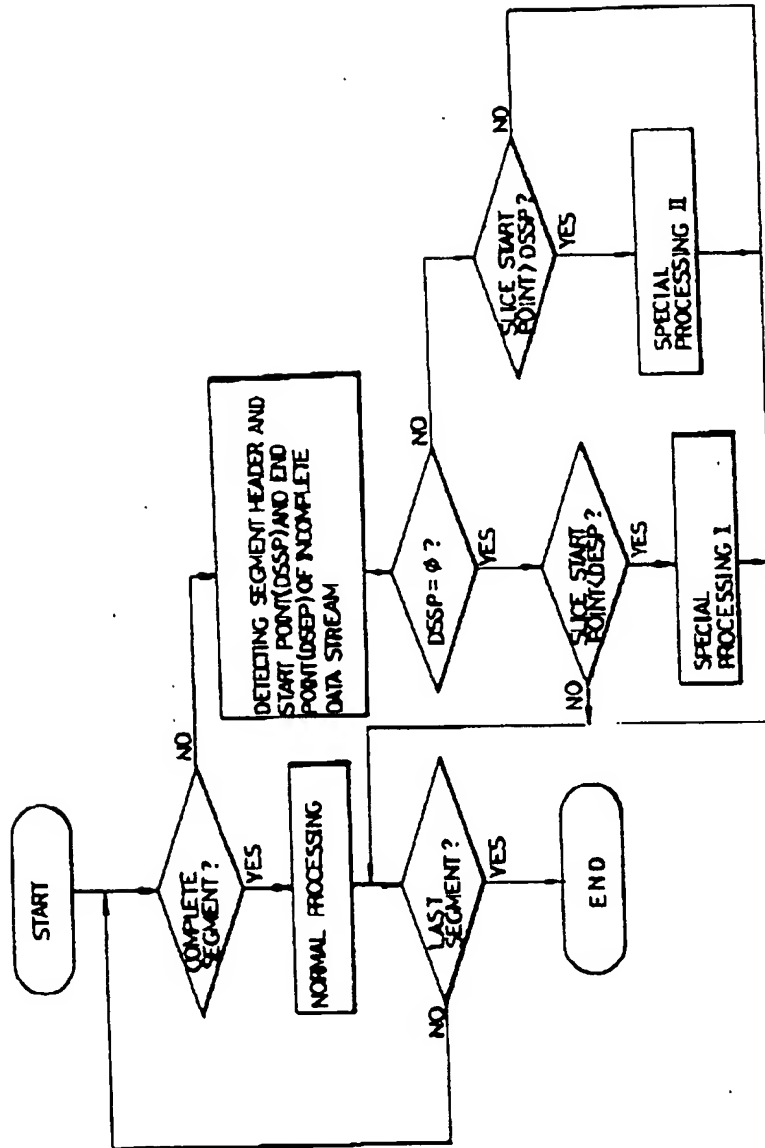 START
COMPLETE
SEGMENT ?
NO
YES
NORMAL PROCESSING
LAST
SEGMENT ?
NO
YES
END
DETECTING SEGMENT HEADER AND
START POINT(DSSP) AND END
POINT(DSEP) OF INCOMPLETE
DATA STREAM
DSSP = ø ?
NO
YES
SLICE START
POINT⟨DESP ?
NO
YES
SPECIAL
PROCESSING I
SLICE START
POINT⟩DSSP ?
NO
YES
SPECIAL
PROCESSING II